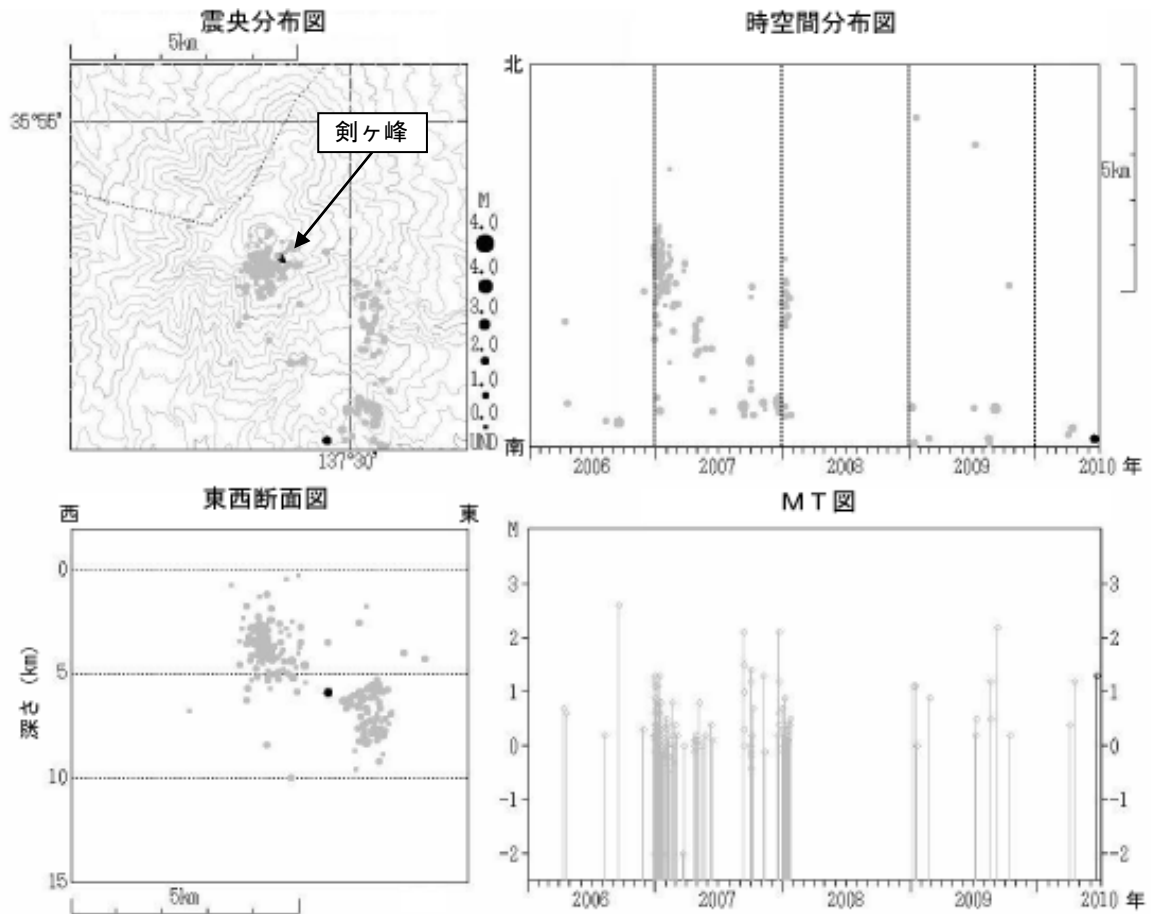 震央分布図
5km
35°55'
剣ヶ峰
M
4.0
4.0
3.0
2.0
1.0
0.0
UND
137°30'
時空間分布図
北
5km
南
2006
2007
2008
2009
2010 年
東西断面図
西
東
0
5
10
15
深さ (km)
5km
MT図
M
3
2
1
0
-1
-2
3
2
1
0
-1
-2
2006
2007
2008
2009
2010 年